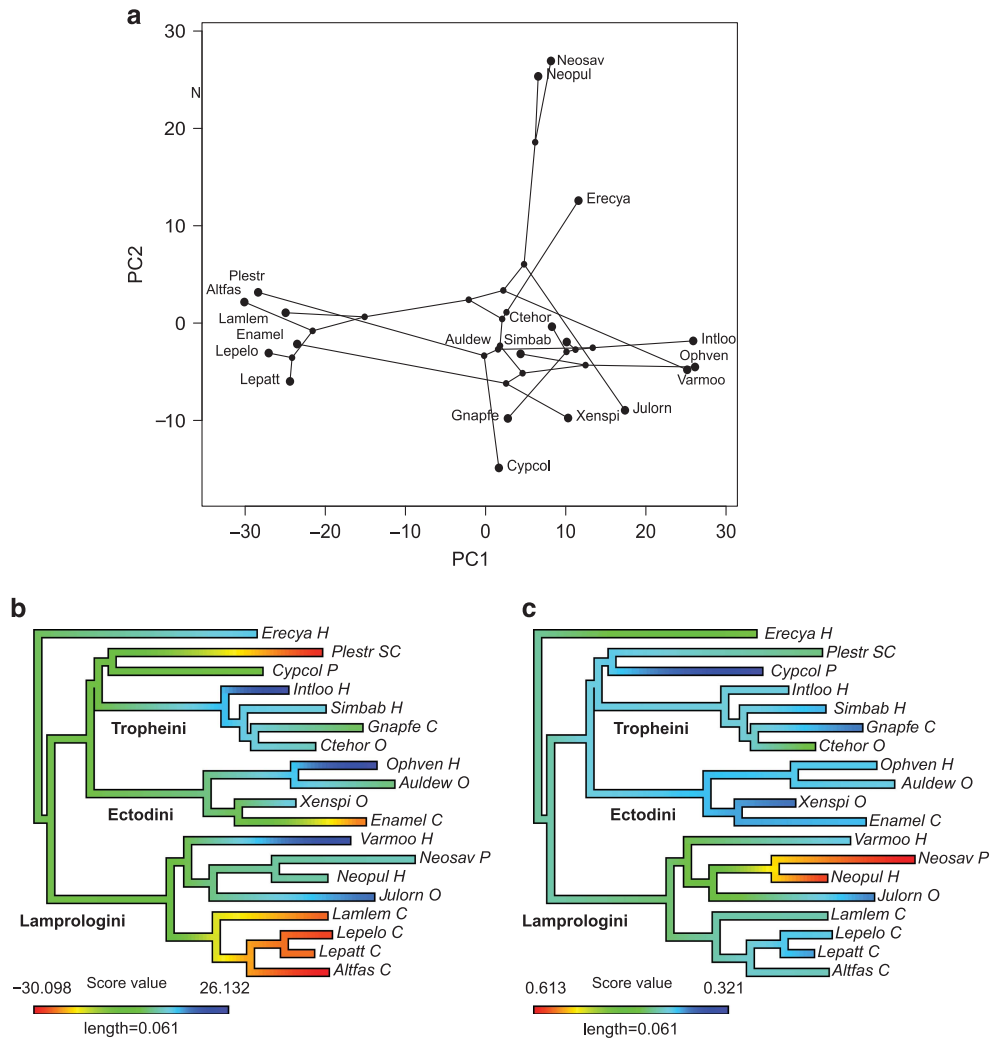 a
30
20
10
0
−10
PC2
N
Neosav
Neopul
Erecya
Plestr
Altfas
Lamlem
Enamel
Lepelo
Lepatt
Ctehor
Auldew
Simbab
Intloo
Ophven
Varmoo
Julorn
Gnapfe
Xenspi
Cypcol
−30
−20
−10
0
10
20
30
PC1
b
Erecya H
Plestr SC
Cypcol P
Intloo H
Simbab H
Tropheini
Gnapfe C
Ctehor O
Ophven H
Auldew O
Xenspi O
Ectodini
Enamel C
Varmoo H
Neosav P
Neopul H
Julorn O
Lamprologini
Lamlem C
Lepelo C
Lepatt C
Altfas C
−30.098 Score value 26.132
length=0.061
c
Erecya H
Plestr SC
Cypcol P
Intloo H
Simbab H
Tropheini
Gnapfe C
Ctehor O
Ophven H
Auldew O
Xenspi O
Ectodini
Enamel C
Varmoo H
Neosav P
Neopul H
Julorn O
Lamprologini
Lamlem C
Lepelo C
Lepatt C
Altfas C
0.613 Score value 0.321
length=0.061